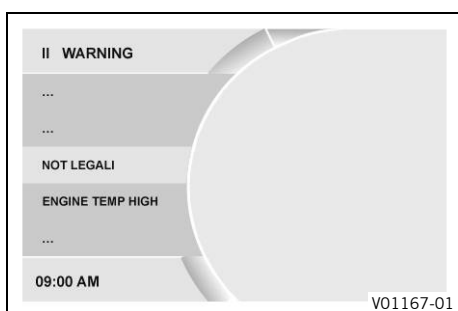 II WARNING
...
...
NOT LEGALI
ENGINE TEMP HIGH
...
09:00 AM
V01167-01